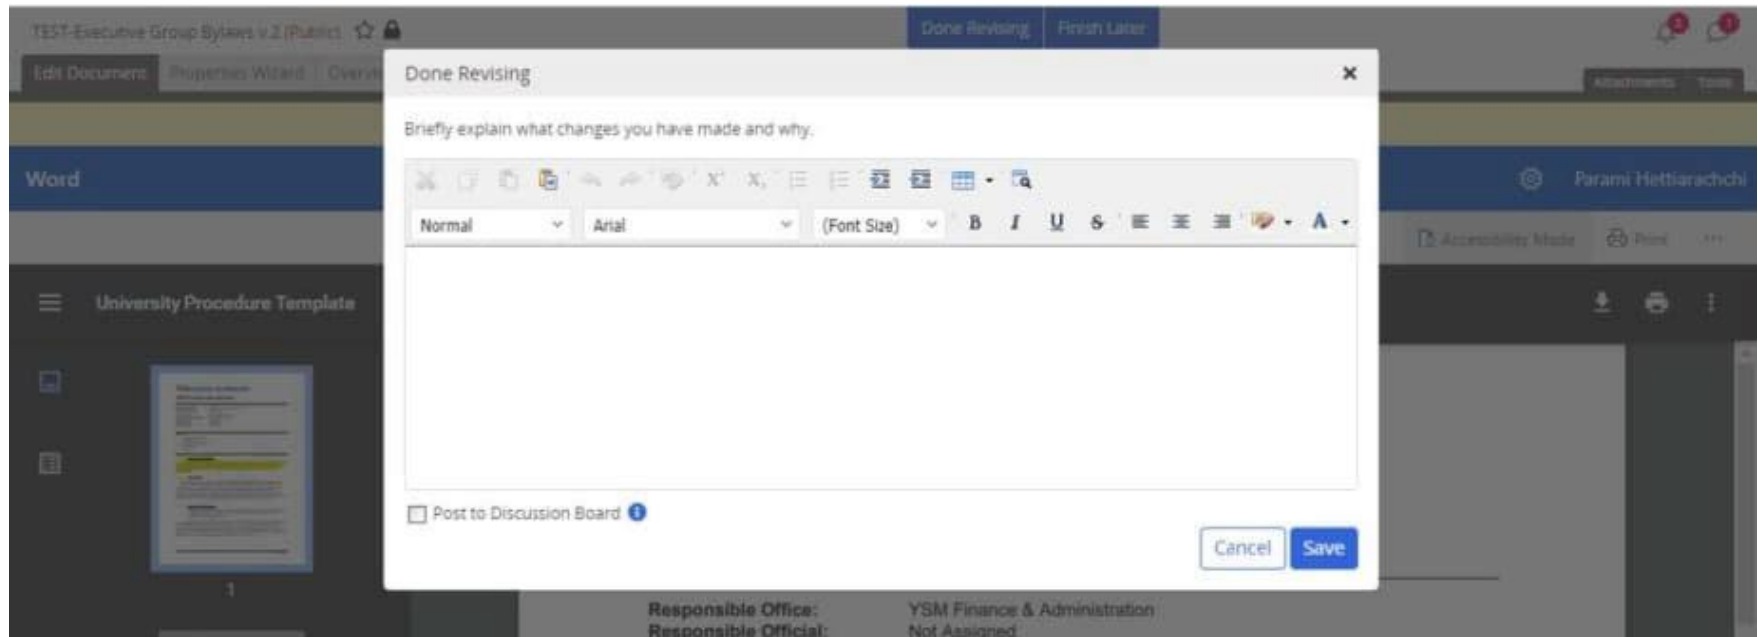 TEST-Executive Group Bylaws v.2 (Public)
Done Revising Finish Later
Edit Document Properties Wizard
Attachments Tools
Done Revising
Briefly explain what changes you have made and why.
Word
Parami Hettiarachchi
Normal Arial (Font Size) B I U S A
Accessibility Mode Print
University Procedure Template
Post to Discussion Board
Cancel Save
1
Responsible Office: YSM Finance & Administration
Responsible Official: Not Assigned